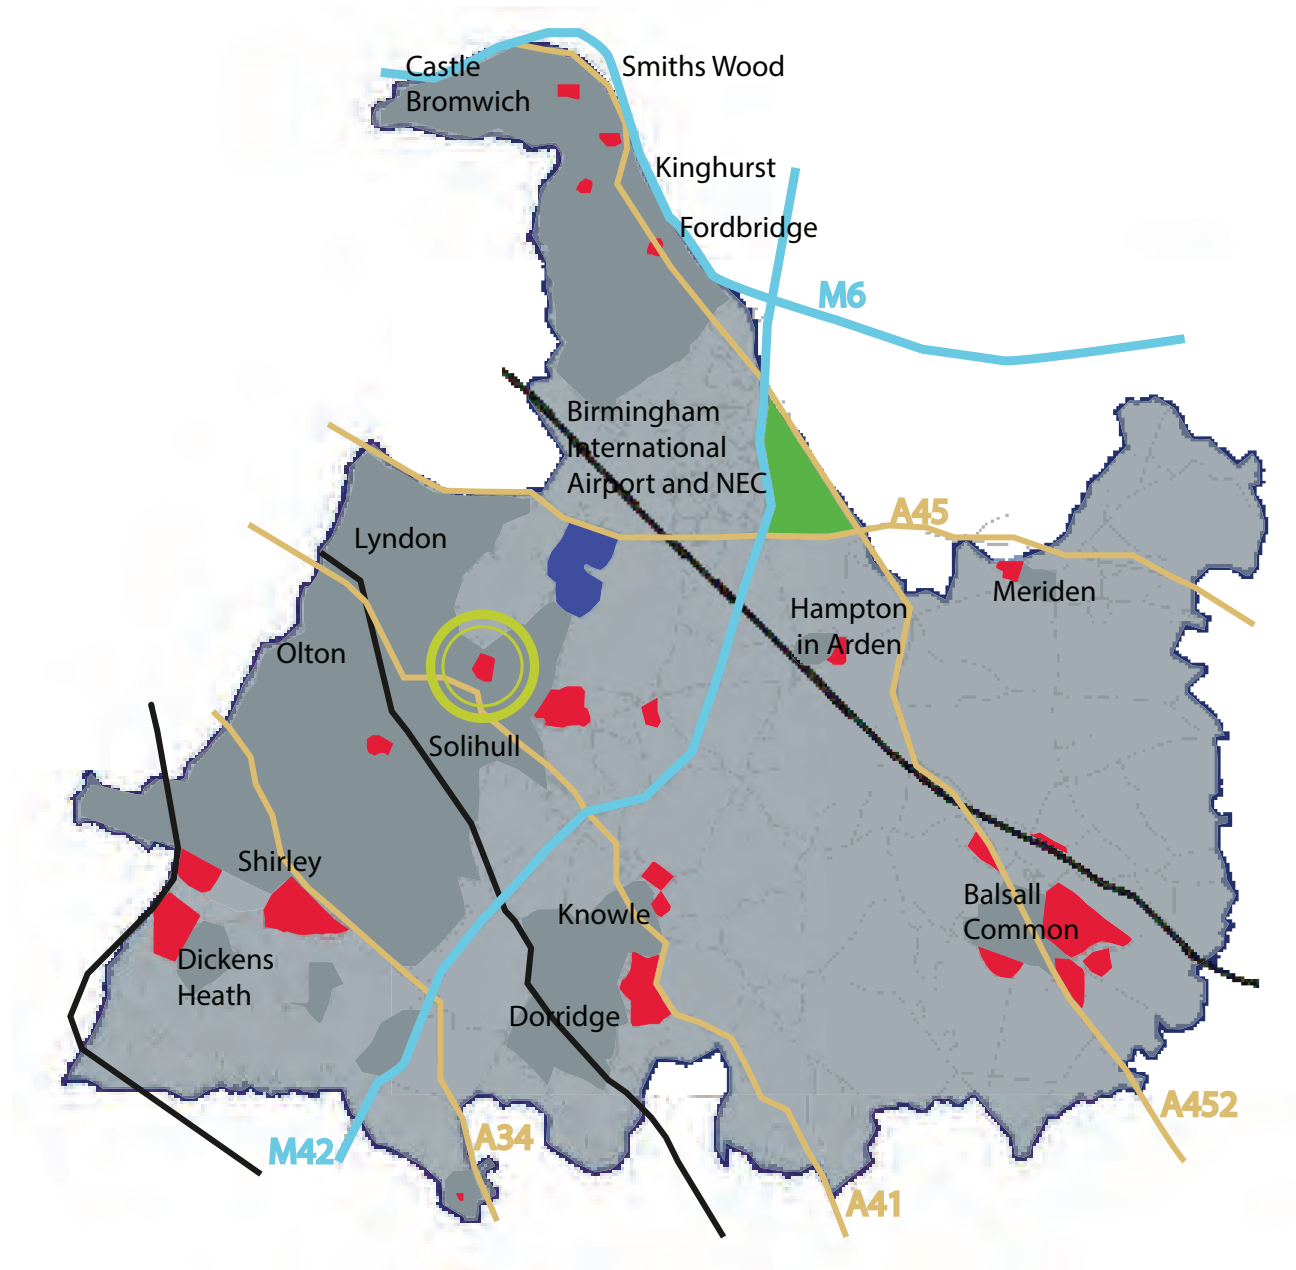 Castle
Bromwich
Smiths Wood
Kinghurst
Fordbridge
M6
Birmingham
International
Airport and NEC
A45
Lyndon
Meriden
Hampton
in Arden
Olton
Solihull
Shirley
Balsall
Common
Knowle
Dickens
Heath
Dorridge
A452
A34
M42
A41